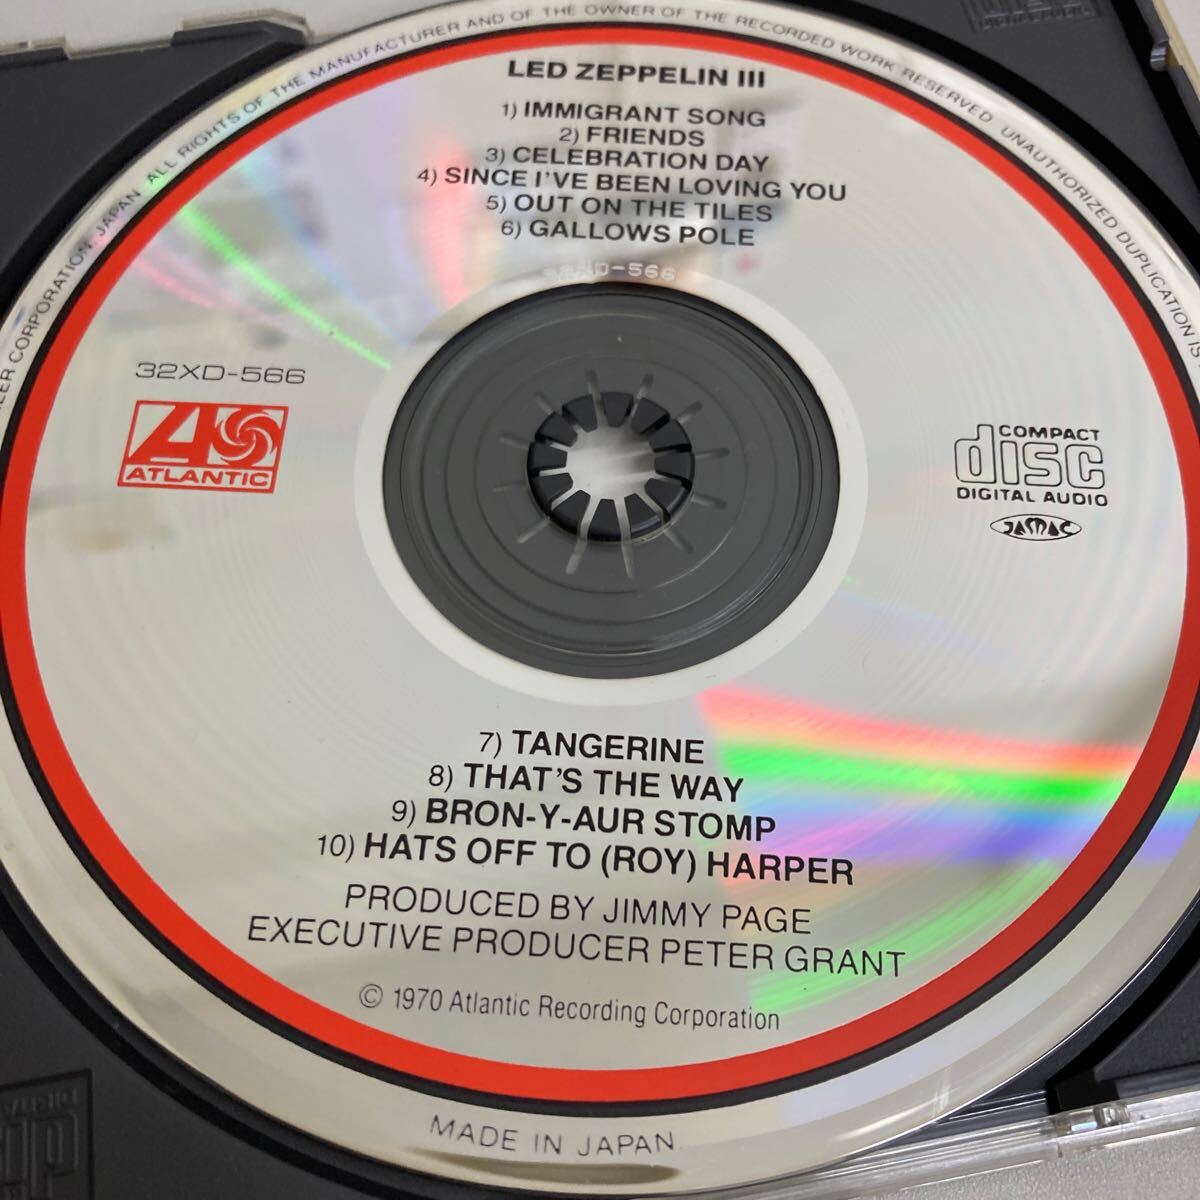 ALL RIGHTS OF THE MANUFACTURER AND OF THE OWNER OF THE RECORDED WORK RESERVED UNAUTHORIZED DUPLICATION IS
CORPORATION, JAPAN
LED ZEPPELIN III
1) IMMIGRANT SONG
2) FRIENDS
3) CELEBRATION DAY
4) SINCE I'VE BEEN LOVING YOU
5) OUT ON THE TILES
6) GALLOWS POLE
32XD-566
32XD-566
ATLANTIC
COMPACT
disc
DIGITAL AUDIO
JASRAC
7) TANGERINE
8) THAT'S THE WAY
9) BRON-Y-AUR STOMP
10) HATS OFF TO (ROY) HARPER
PRODUCED BY JIMMY PAGE
EXECUTIVE PRODUCER PETER GRANT
© 1970 Atlantic Recording Corporation
MADE IN JAPAN